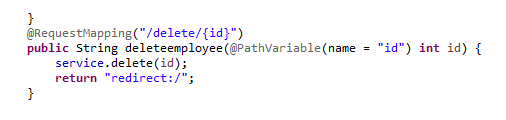 }
@RequestMapping("/delete/{id}")
public String deleteemployee(@PathVariable(name = "id") int id) {
    service.delete(id);
    return "redirect:/";
}